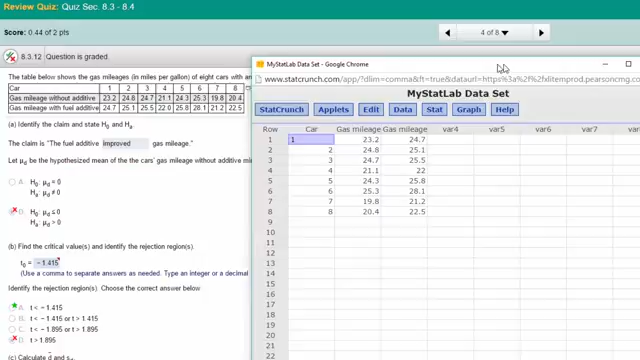 Review Quiz: Quiz Sec. 8.3 - 8.4
Score: 0.44 of 2 pts
4 of 8
8.3.12 Question is graded
The table below shows the gas mileages (in miles per gallon) of eight cars with an
Car 1 2 3 4 5 6 7 8
Gas mileage without additive 23.2 24.8 24.7 21.1 24.3 25.3 19.8 20.4
Gas mileage with fuel additive 24.7 25.1 25.5 22.0 25.8 28.1 21.2 22.5
(a) Identify the claim and state H0 and Ha
The claim is "The fuel additive improved gas mileage.
Let μd be the hypothesized mean of the the cars' gas mileage without additive mi
A. H0: μd = 0
Ha: μd ≠ 0
D. H0: μd ≤ 0
Ha: μd > 0
(b) Find the critical value(s) and identify the rejection region(s).
t0 = −1.415
(Use a comma to separate answers as needed. Type an integer or a decimal
Identify the rejection region(s). Choose the correct answer below
A. t < −1.415
B. t < −1.415 or t > 1.415
C. t < −1.895 or t > 1.895
D. t > 1.895
(c) Calculate d and sd
MyStatLab Data Set - Google Chrome
www.statcrunch.com/app/?dlim=comma&ft=true&dataurl=https%3a%2f%2fxlitemprod.pearsoncmg.co
MyStatLab Data Set
StatCrunch Applets Edit Data Stat Graph Help
Row Car Gas mileage Gas mileage var4 var5 var6 var7 va
1 1 23.2 24.7
2 2 24.8 25.1
3 3 24.7 25.5
4 4 21.1 22
5 5 24.3 25.8
6 6 25.3 28.1
7 7 19.8 21.2
8 8 20.4 22.5
9
10
11
12
13
14
15
16
17
18
19
20
21
22